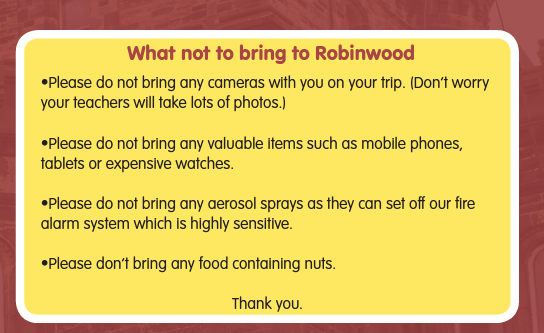 What not to bring to Robinwood
•Please do not bring any cameras with you on your trip. (Don't worry
your teachers will take lots of photos.)
•Please do not bring any valuable items such as mobile phones,
tablets or expensive watches.
•Please do not bring any aerosol sprays as they can set off our fire
alarm system which is highly sensitive.
•Please don't bring any food containing nuts.
Thank you.